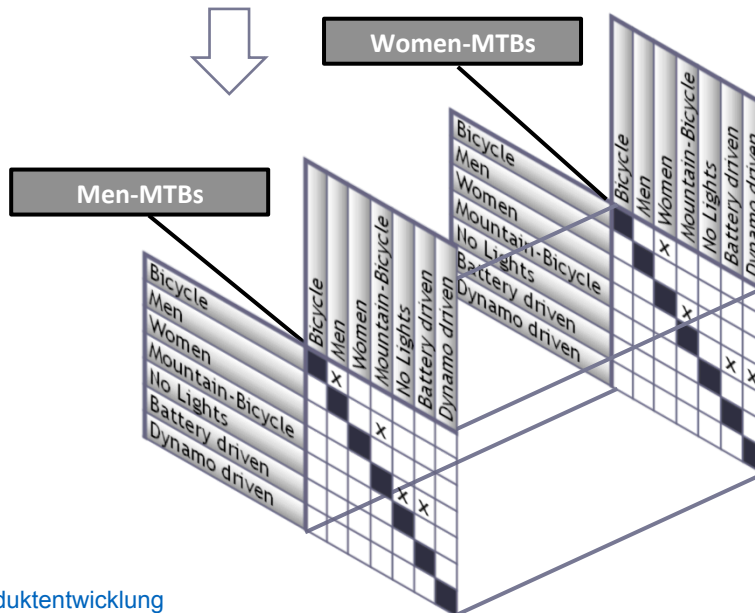 Women-MTBs
Bicycle
Men
Women
Mountain-Bicycle
No Lights
Battery driven
Dynamo driven
Bicycle
Men
Women
Mountain-Bicycle
No Lights
Battery driven
Dynamo driven
x
x
x
x
Men-MTBs
Bicycle
Men
Women
Mountain-Bicycle
No Lights
Battery driven
Dynamo driven
Bicycle
Men
Women
Mountain-Bicycle
No Lights
Battery driven
Dynamo driven
x
x
x
x
duktentwicklung